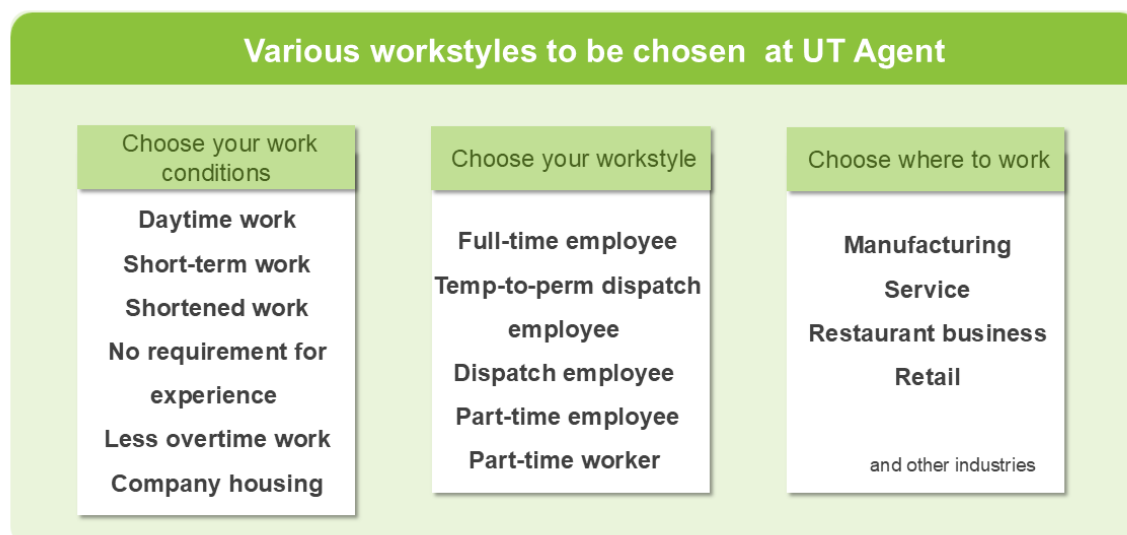 Various workstyles to be chosen at UT Agent
Choose your work
conditions
Daytime work
Short-term work
Shortened work
No requirement for
experience
Less overtime work
Company housing
Choose your workstyle
Full-time employee
Temp-to-perm dispatch
employee
Dispatch employee
Part-time employee
Part-time worker
Choose where to work
Manufacturing
Service
Restaurant business
Retail
and other industries